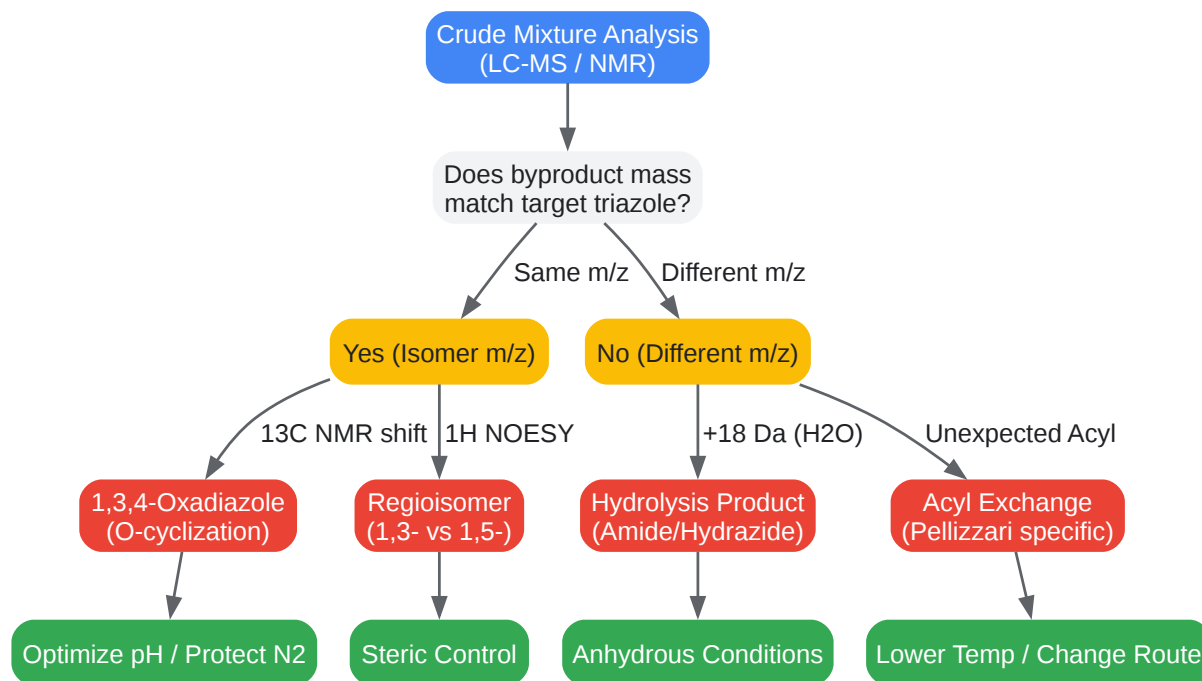 Crude Mixture Analysis
(LC-MS / NMR)
Does byproduct mass
match target triazole?
Same m/z
Different m/z
Yes (Isomer m/z)
No (Different m/z)
13C NMR shift
1H NOESY
+18 Da (H2O)
Unexpected Acyl
1,3,4-Oxadiazole
(O-cyclization)
Regioisomer
(1,3- vs 1,5-)
Hydrolysis Product
(Amide/Hydrazide)
Acyl Exchange
(Pellizzari specific)
Optimize pH / Protect N2
Steric Control
Anhydrous Conditions
Lower Temp / Change Route